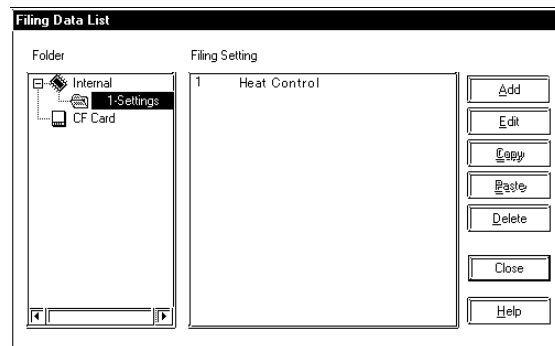 Filing Data List
Folder
Filing Setting
Internal
1-Settings
CF Card
1 Heat Control
Add
Edit
Copy
Paste
Delete
Close
Help